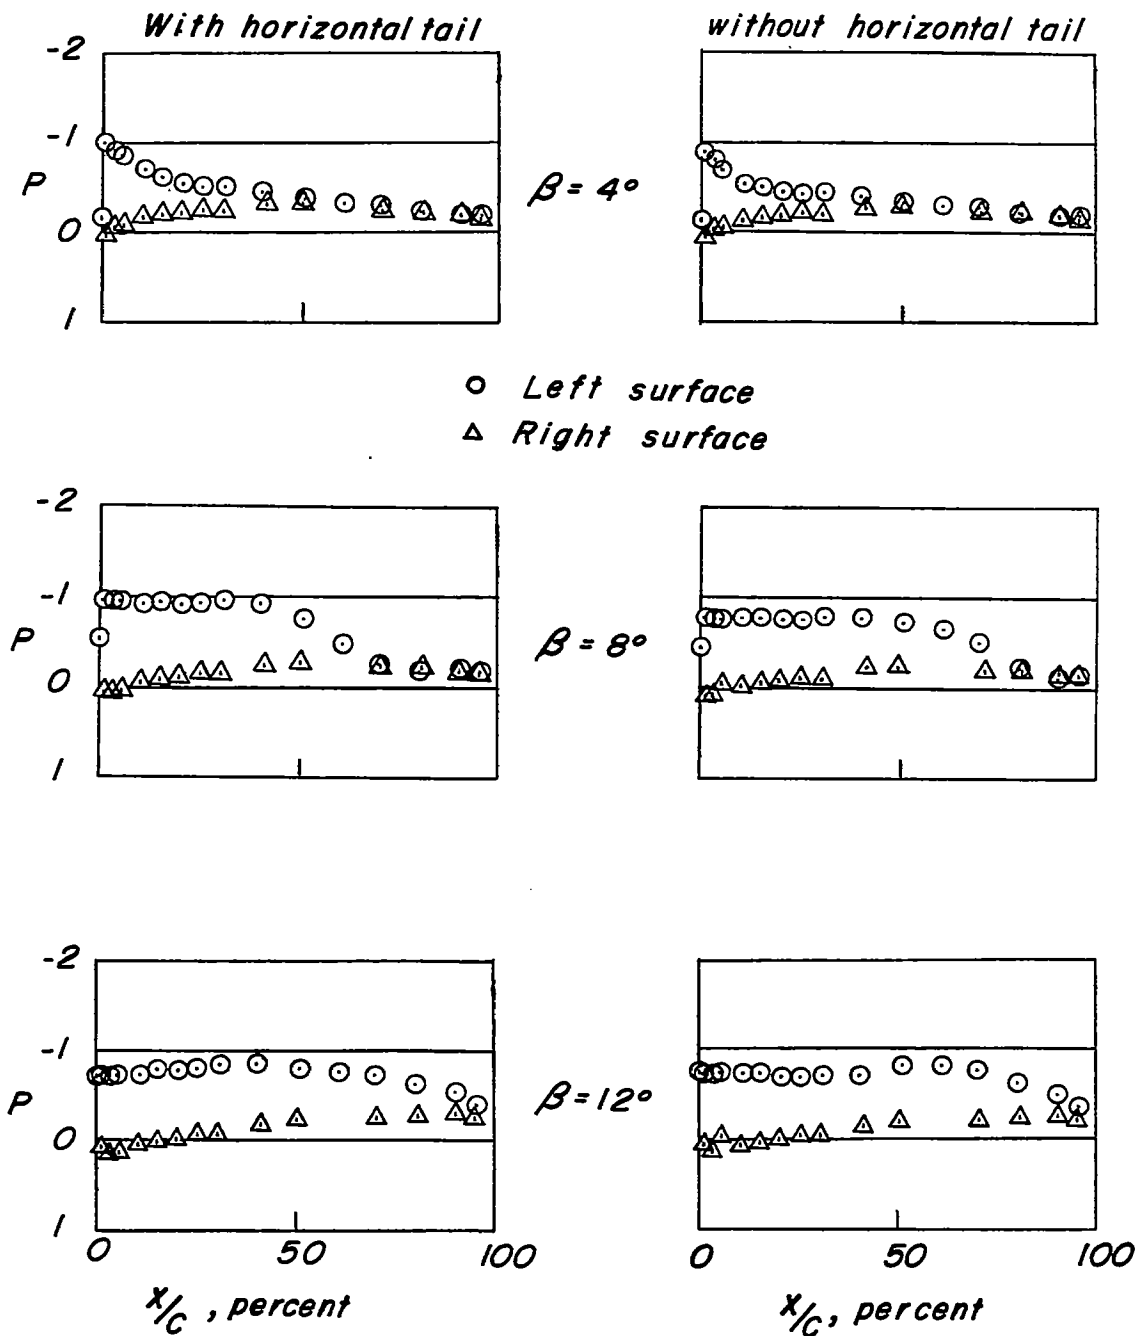 With horizontal tail
without horizontal tail
-2
-1
P
0
1
β = 4°
Left surface
Right surface
-2
-1
P
0
1
β = 8°
-2
-1
P
0
1
β = 12°
0 50 100
0 50 100
x/c, percent
x/c, percent